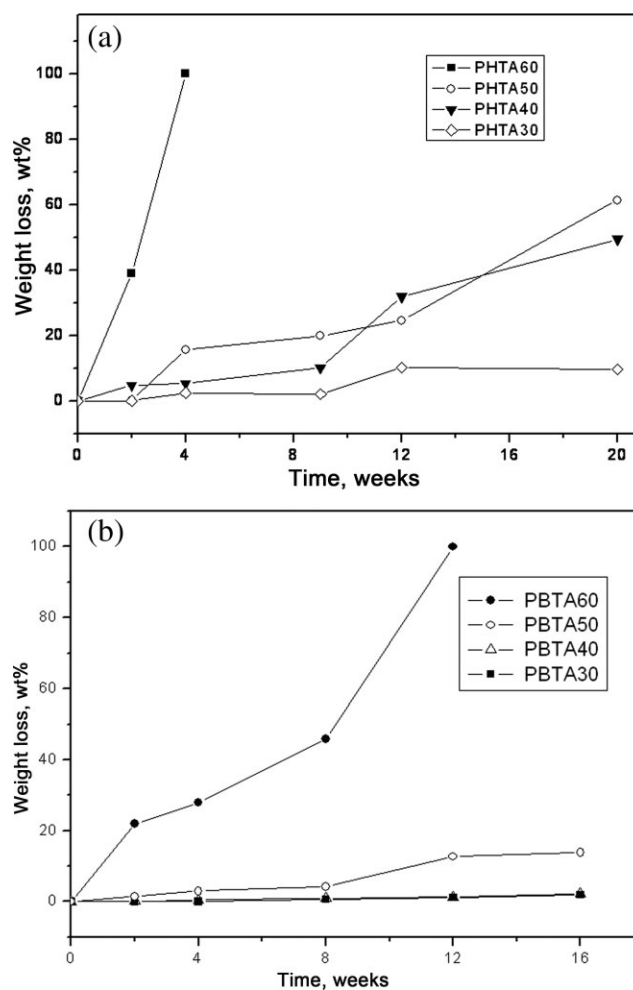 (a)
PHTA60
PHTA50
PHTA40
PHTA30
Weight loss, wt%
100
80
60
40
20
0
0 4 8 12 16 20
Time, weeks
(b)
PBTA60
PBTA50
PBTA40
PBTA30
Weight loss, wt%
100
80
60
40
20
0
0 4 8 12 16
Time, weeks